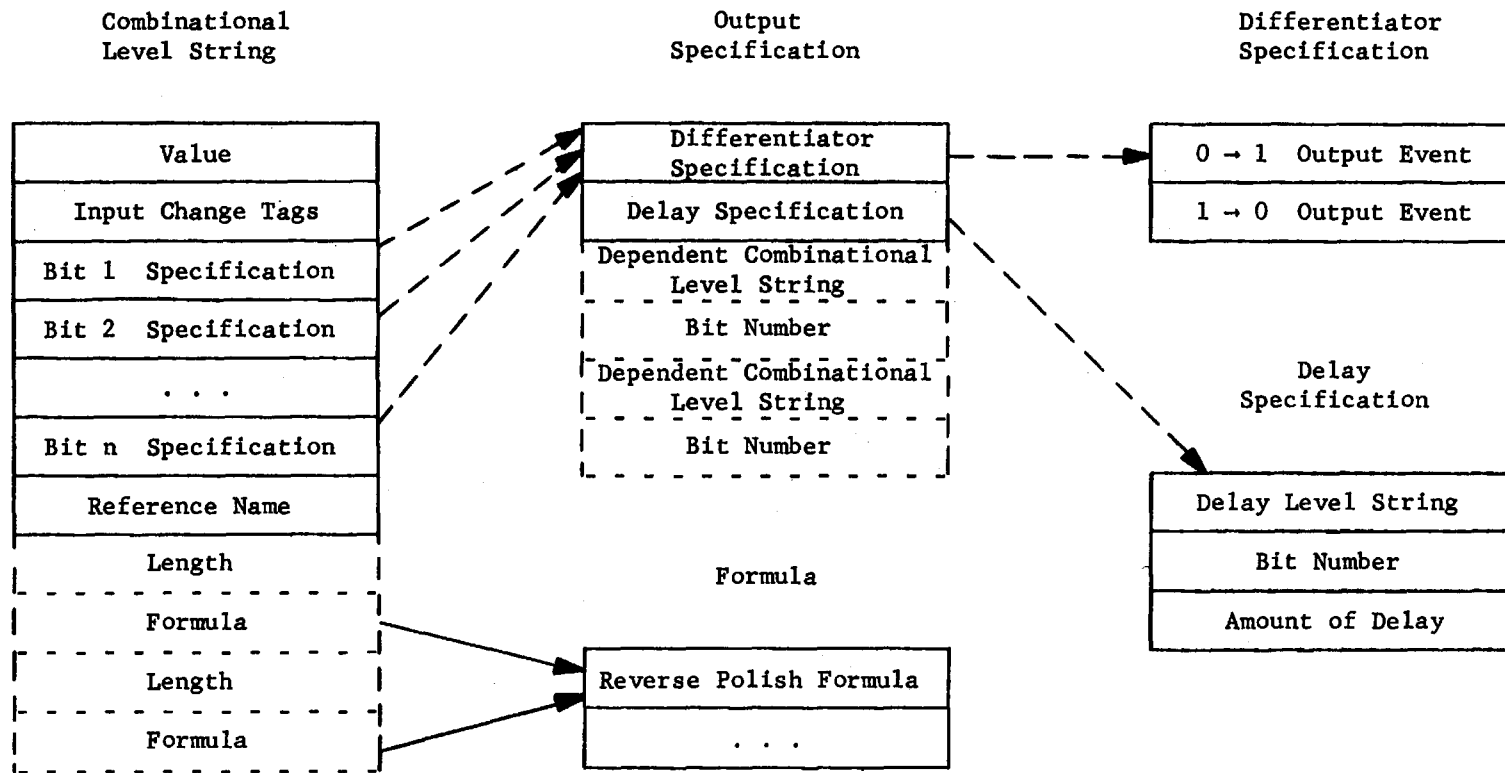 Combinational
Level String
Output
Specification
Differentiator
Specification
Value
Input Change Tags
Bit 1 Specification
Bit 2 Specification
. . .
Bit n Specification
Reference Name
Length
Formula
Length
Formula
Differentiator
Specification
Delay Specification
Dependent Combinational
Level String
Bit Number
Dependent Combinational
Level String
Bit Number
Formula
Reverse Polish Formula
. . .
0 → 1 Output Event
1 → 0 Output Event
Delay
Specification
Delay Level String
Bit Number
Amount of Delay